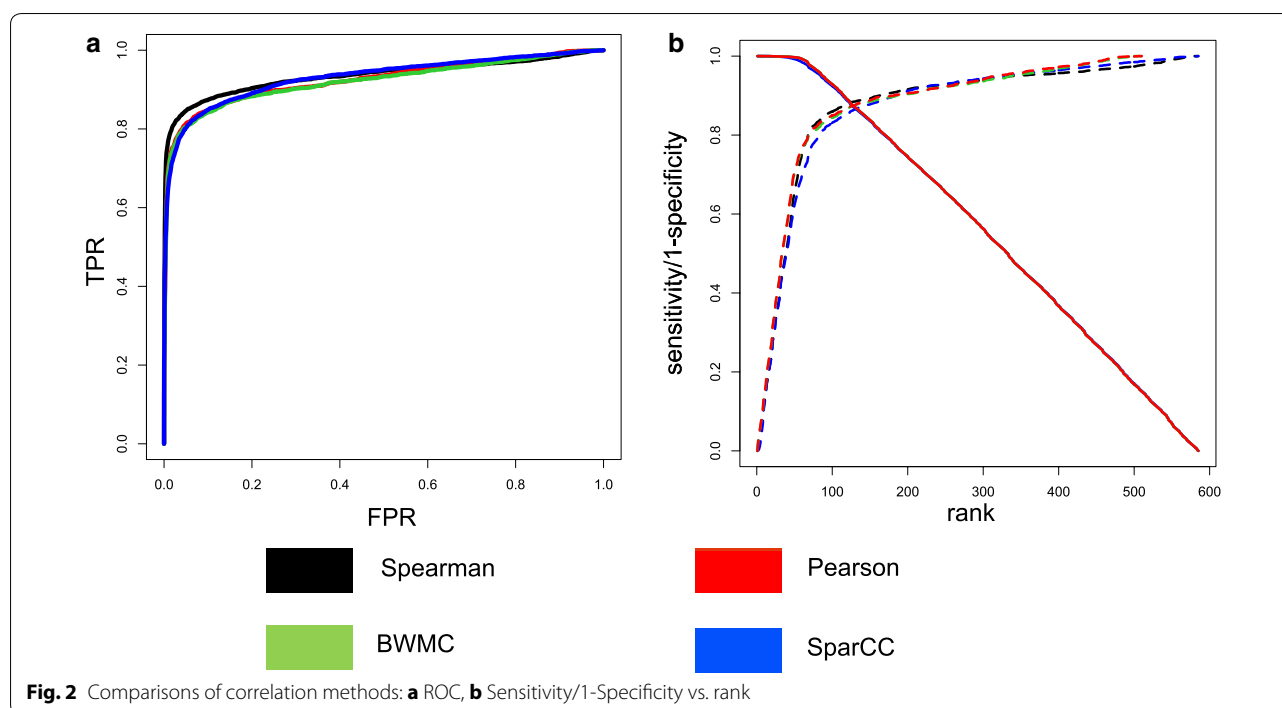 a
TPR
1.0
0.8
0.6
0.4
0.2
0.0
0.0 0.2 0.4 0.6 0.8 1.0
FPR
b
sensitivity/1-specificity
1.0
0.8
0.6
0.4
0.2
0.0
0 100 200 300 400 500 600
rank
Spearman
Pearson
BWMC
SparCC
Fig. 2 Comparisons of correlation methods: a ROC, b Sensitivity/1-Specificity vs. rank